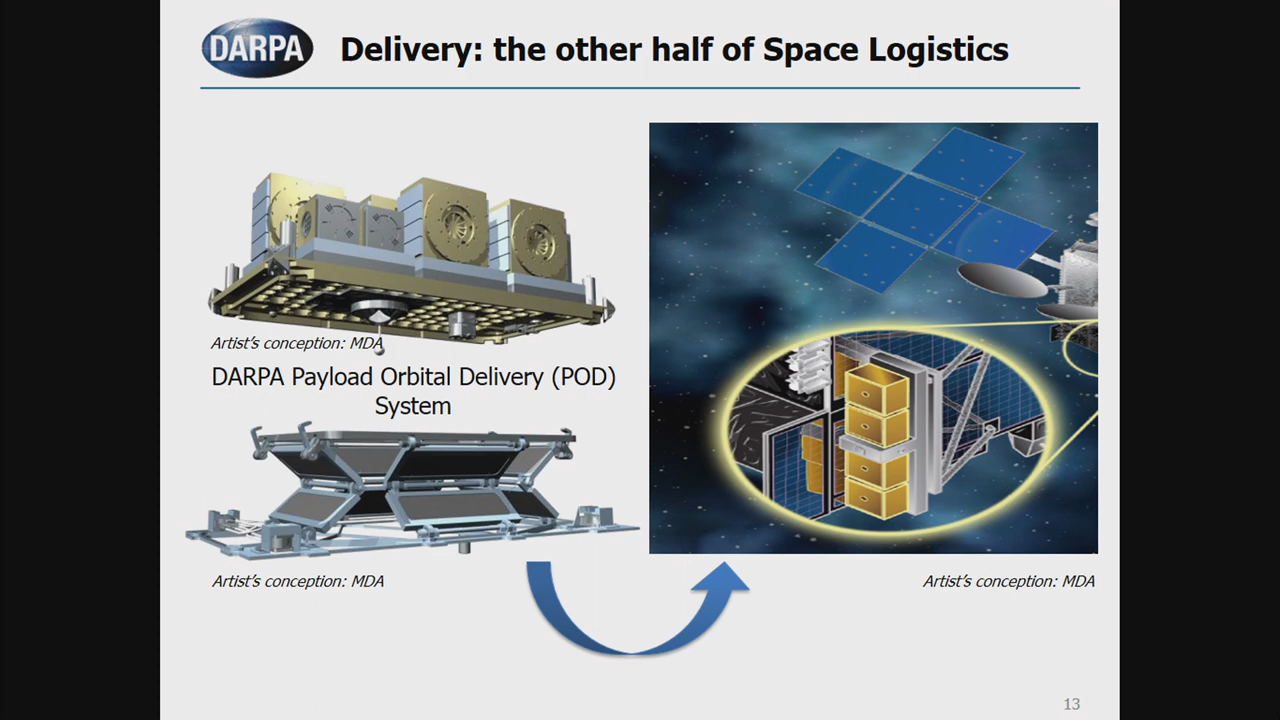 DARPA
Delivery: the other half of Space Logistics
Artist's conception: MDA
DARPA Payload Orbital Delivery (POD)
System
Artist's conception: MDA
Artist's conception: MDA
13